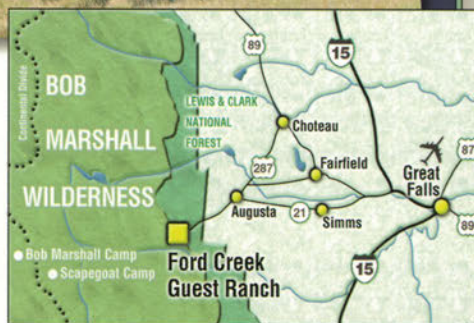 89
15
BOB
MARSHALL
WILDERNESS
Continental Divide
LEWIS & CLARK
NATIONAL
FOREST
Choteau
287
Fairfield
Great
Falls
87
Augusta
21
Simms
89
Bob Marshall Camp
Scapegoat Camp
Ford Creek
Guest Ranch
15